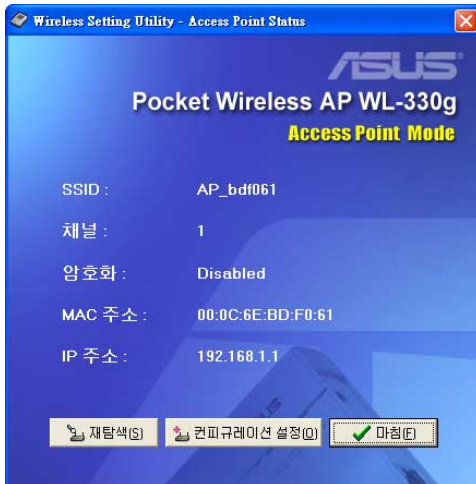 Wireless Setting Utility - Access Point Status
ASUS
Pocket Wireless AP WL-330g
Access Point Mode
SSID : AP_bdf061
채널 : 1
암호화 : Disabled
MAC 주소 : 00:0C:6E:BD:F0:61
IP 주소 : 192.168.1.1
재탐색(S) 컨피규레이션 설정(O) 마침(F)